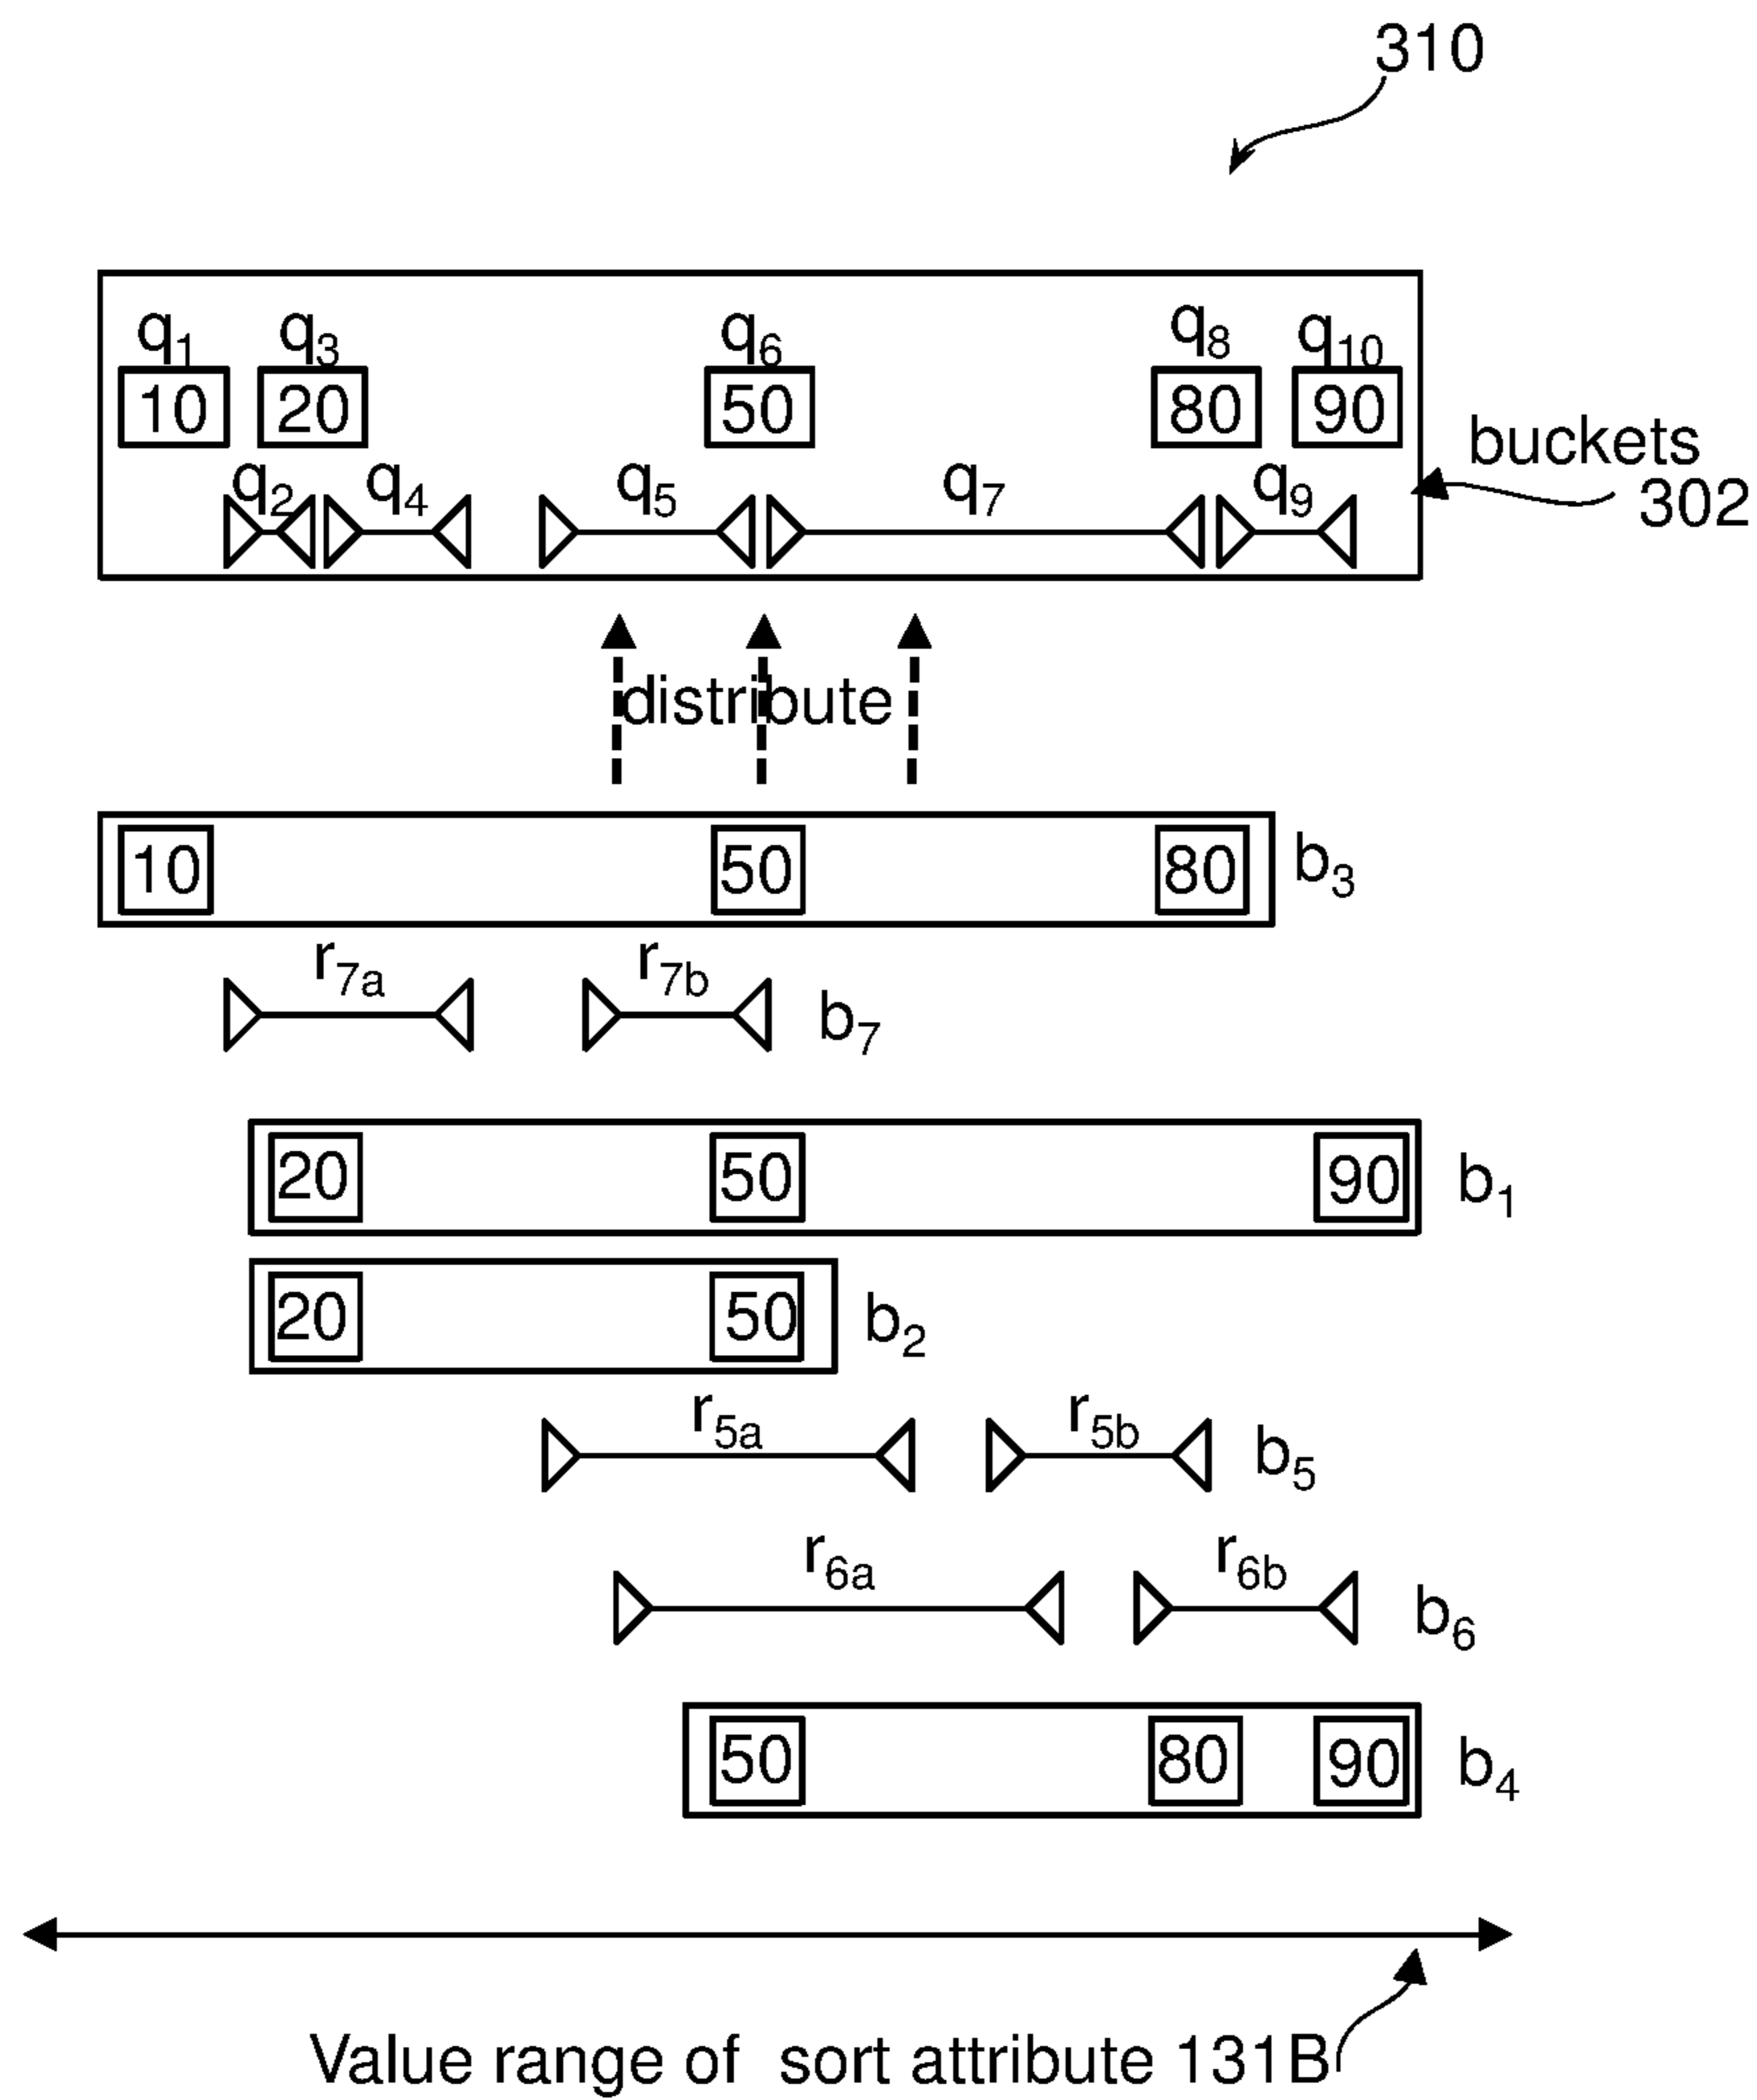 310
q1 q3 q6 q8 q10
10 20 50 80 90
buckets
302
q2 q4 q5 q7 q9
distribute
10 50 80 b3
r7a r7b b7
20 50 90 b1
20 50 b2
r5a r5b b5
r6a r6b b6
50 80 90 b4
Value range of sort attribute 131B